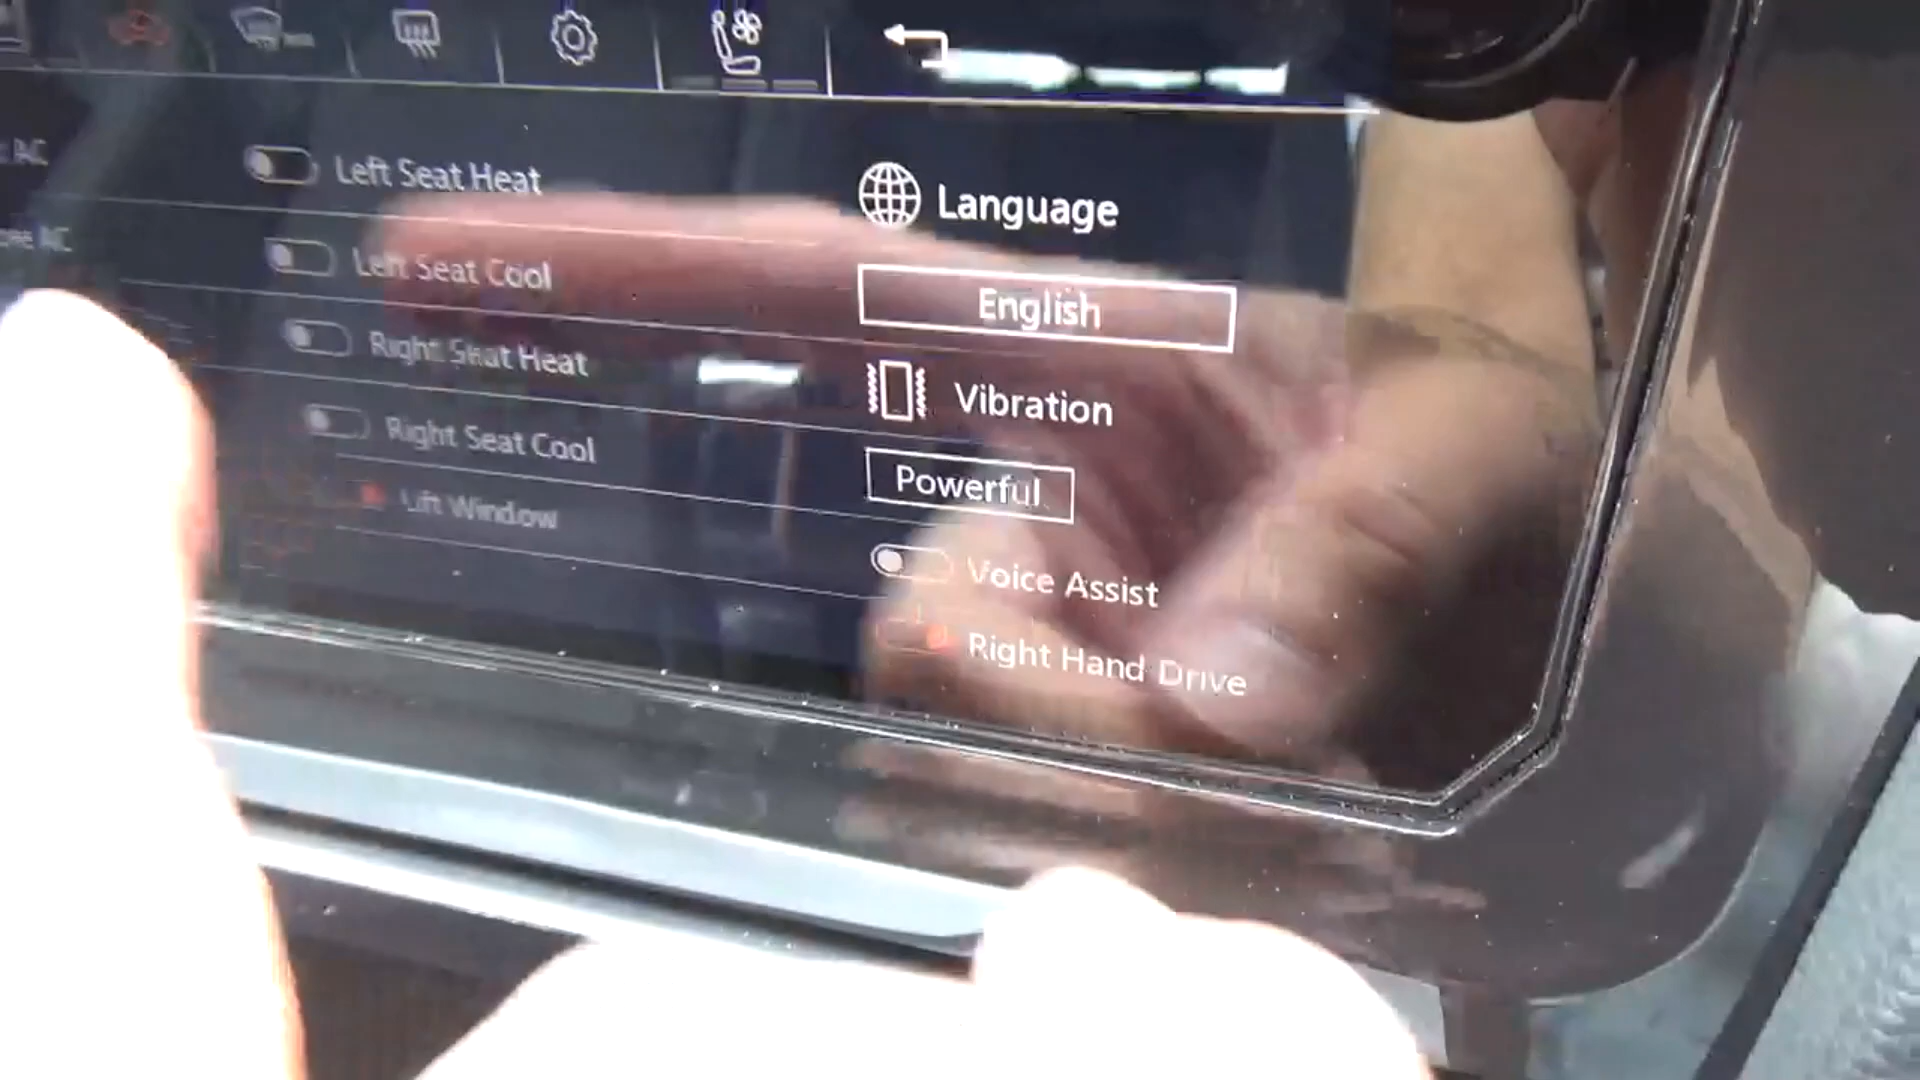 AC
Left Seat Heat
Left Seat Cool
Right Seat Heat
Right Seat Cool
Lift Window
Language
English
Vibration
Powerful
Voice Assist
Right Hand Drive